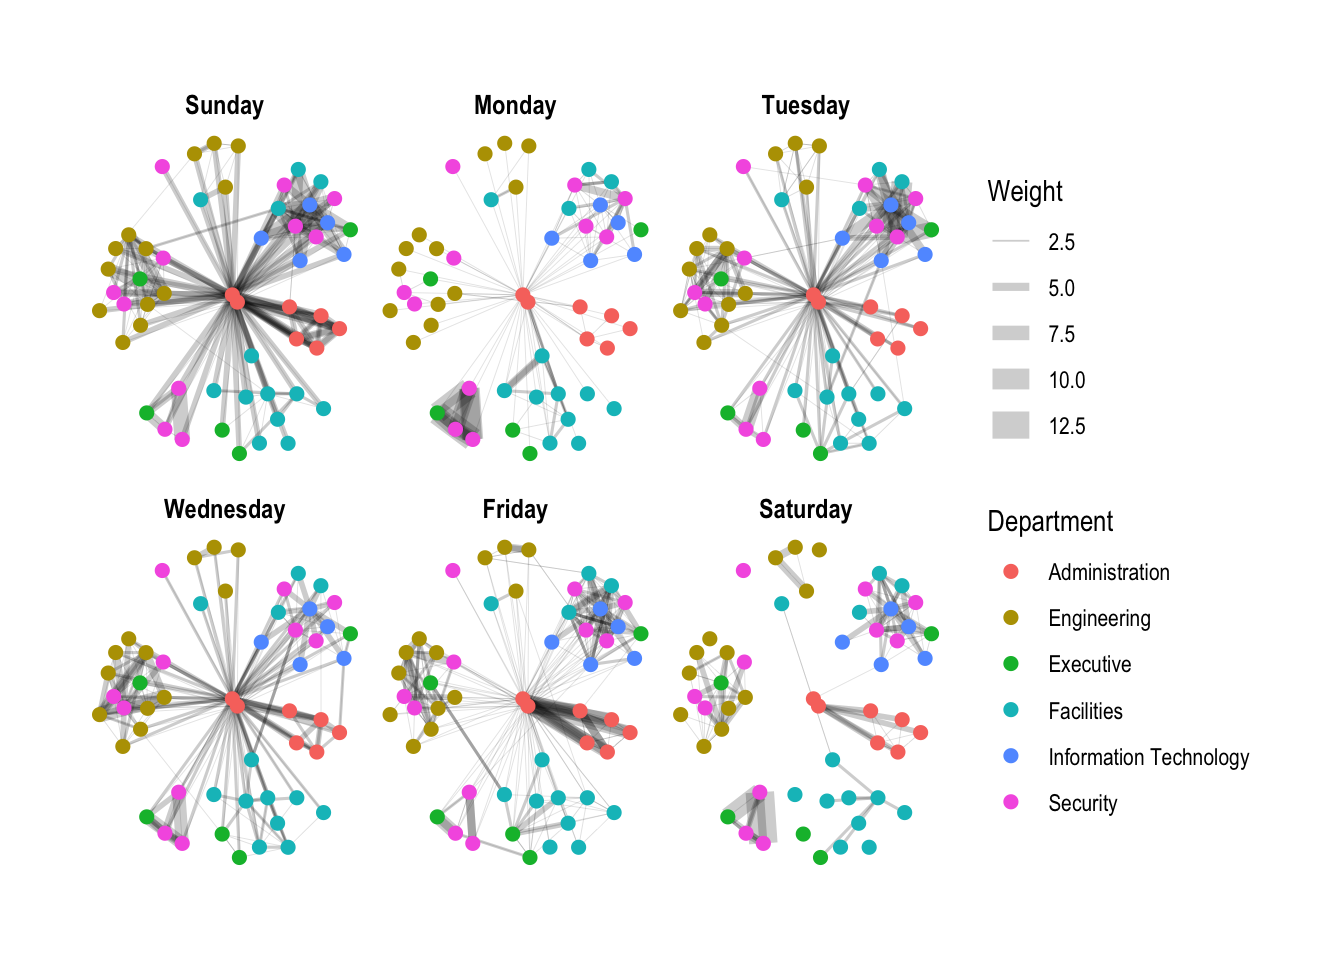 Sunday
Monday
Tuesday
Wednesday
Friday
Saturday
Weight
2.5
5.0
7.5
10.0
12.5
Department
Administration
Engineering
Executive
Facilities
Information Technology
Security